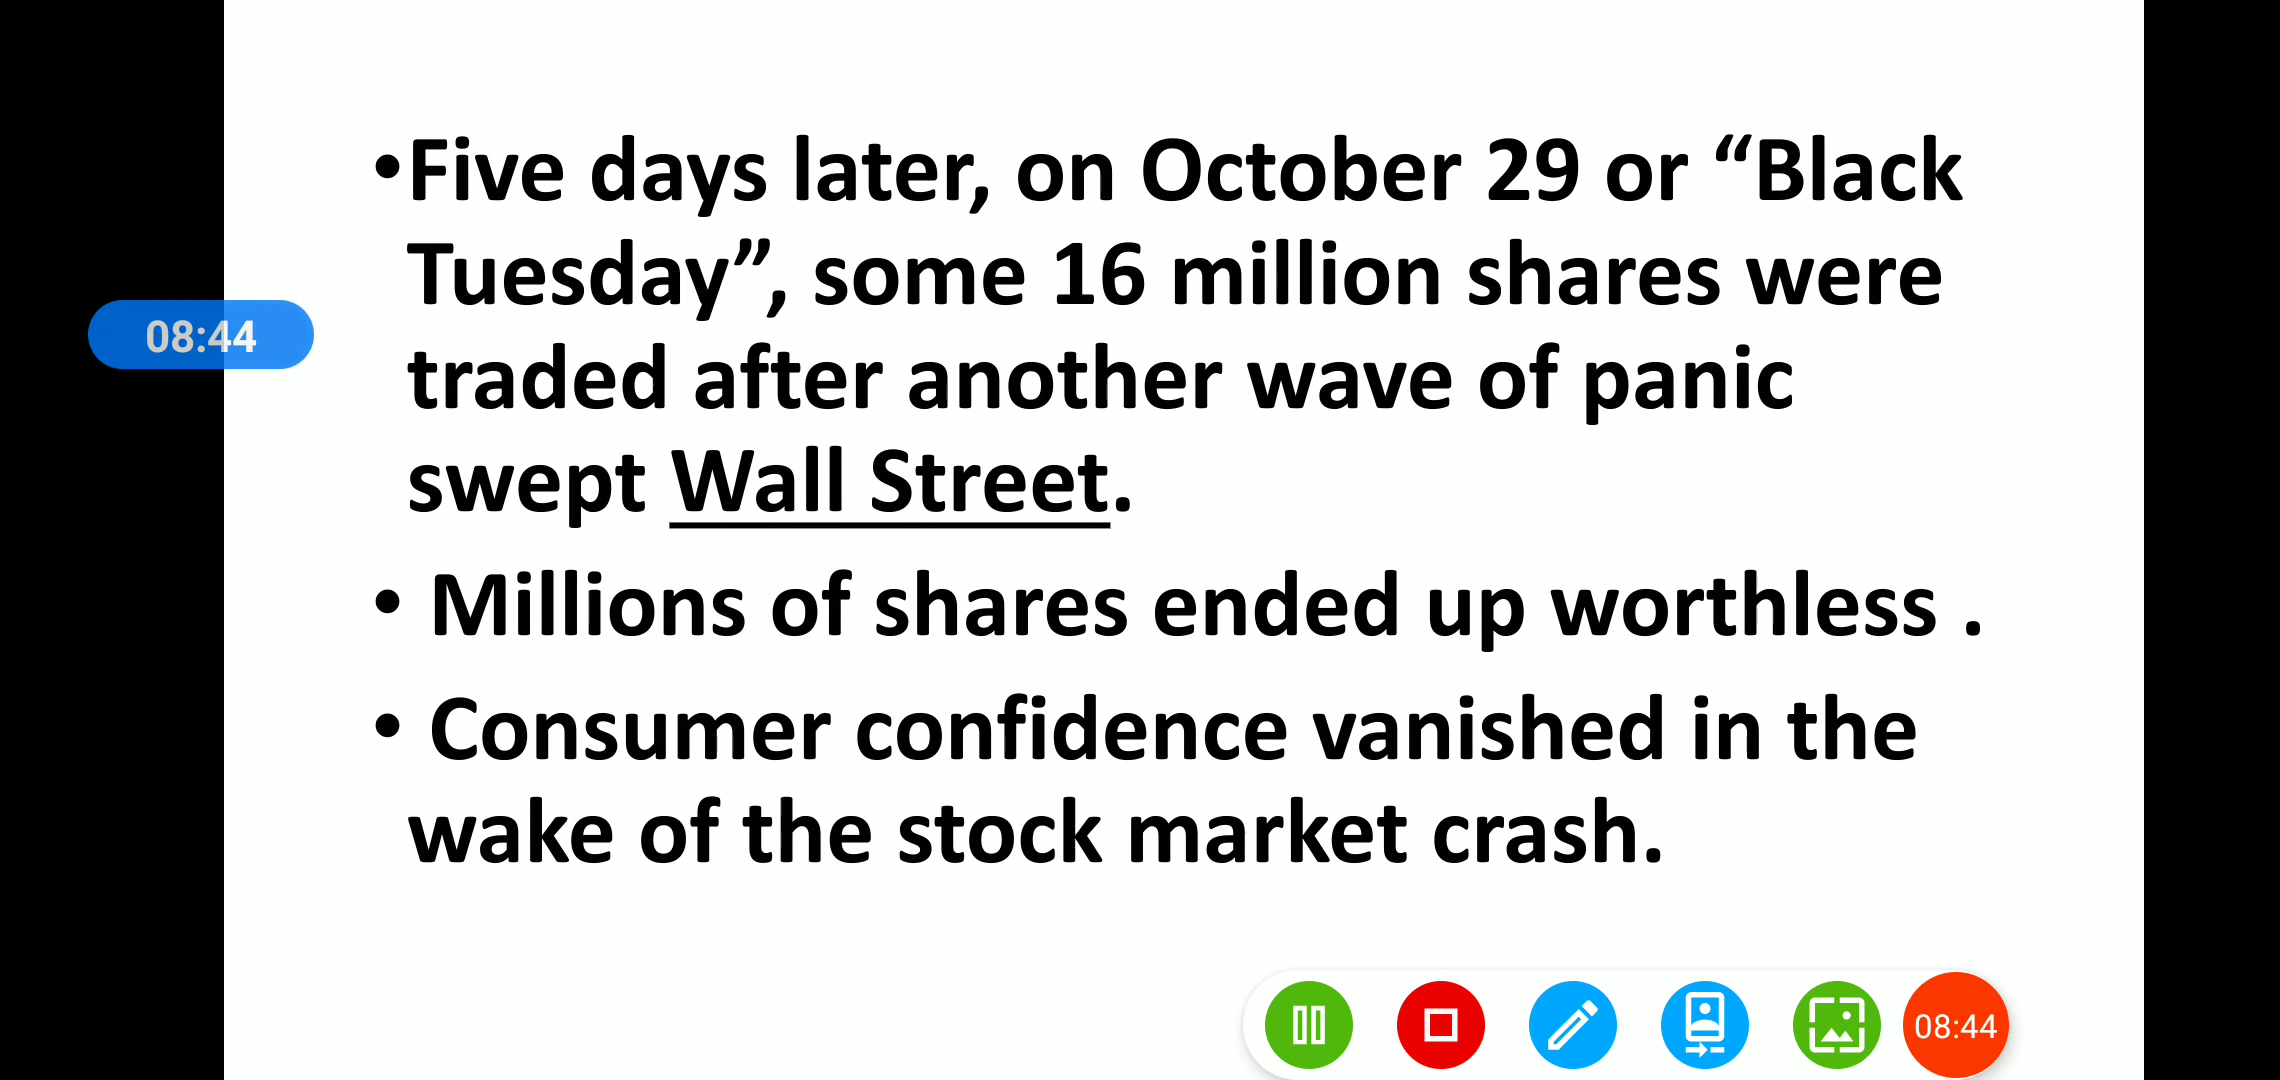 •Five days later, on October 29 or “Black
Tuesday”, some 16 million shares were
traded after another wave of panic
swept Wall Street.
• Millions of shares ended up worthless .
• Consumer confidence vanished in the
wake of the stock market crash.
08:44
08:44